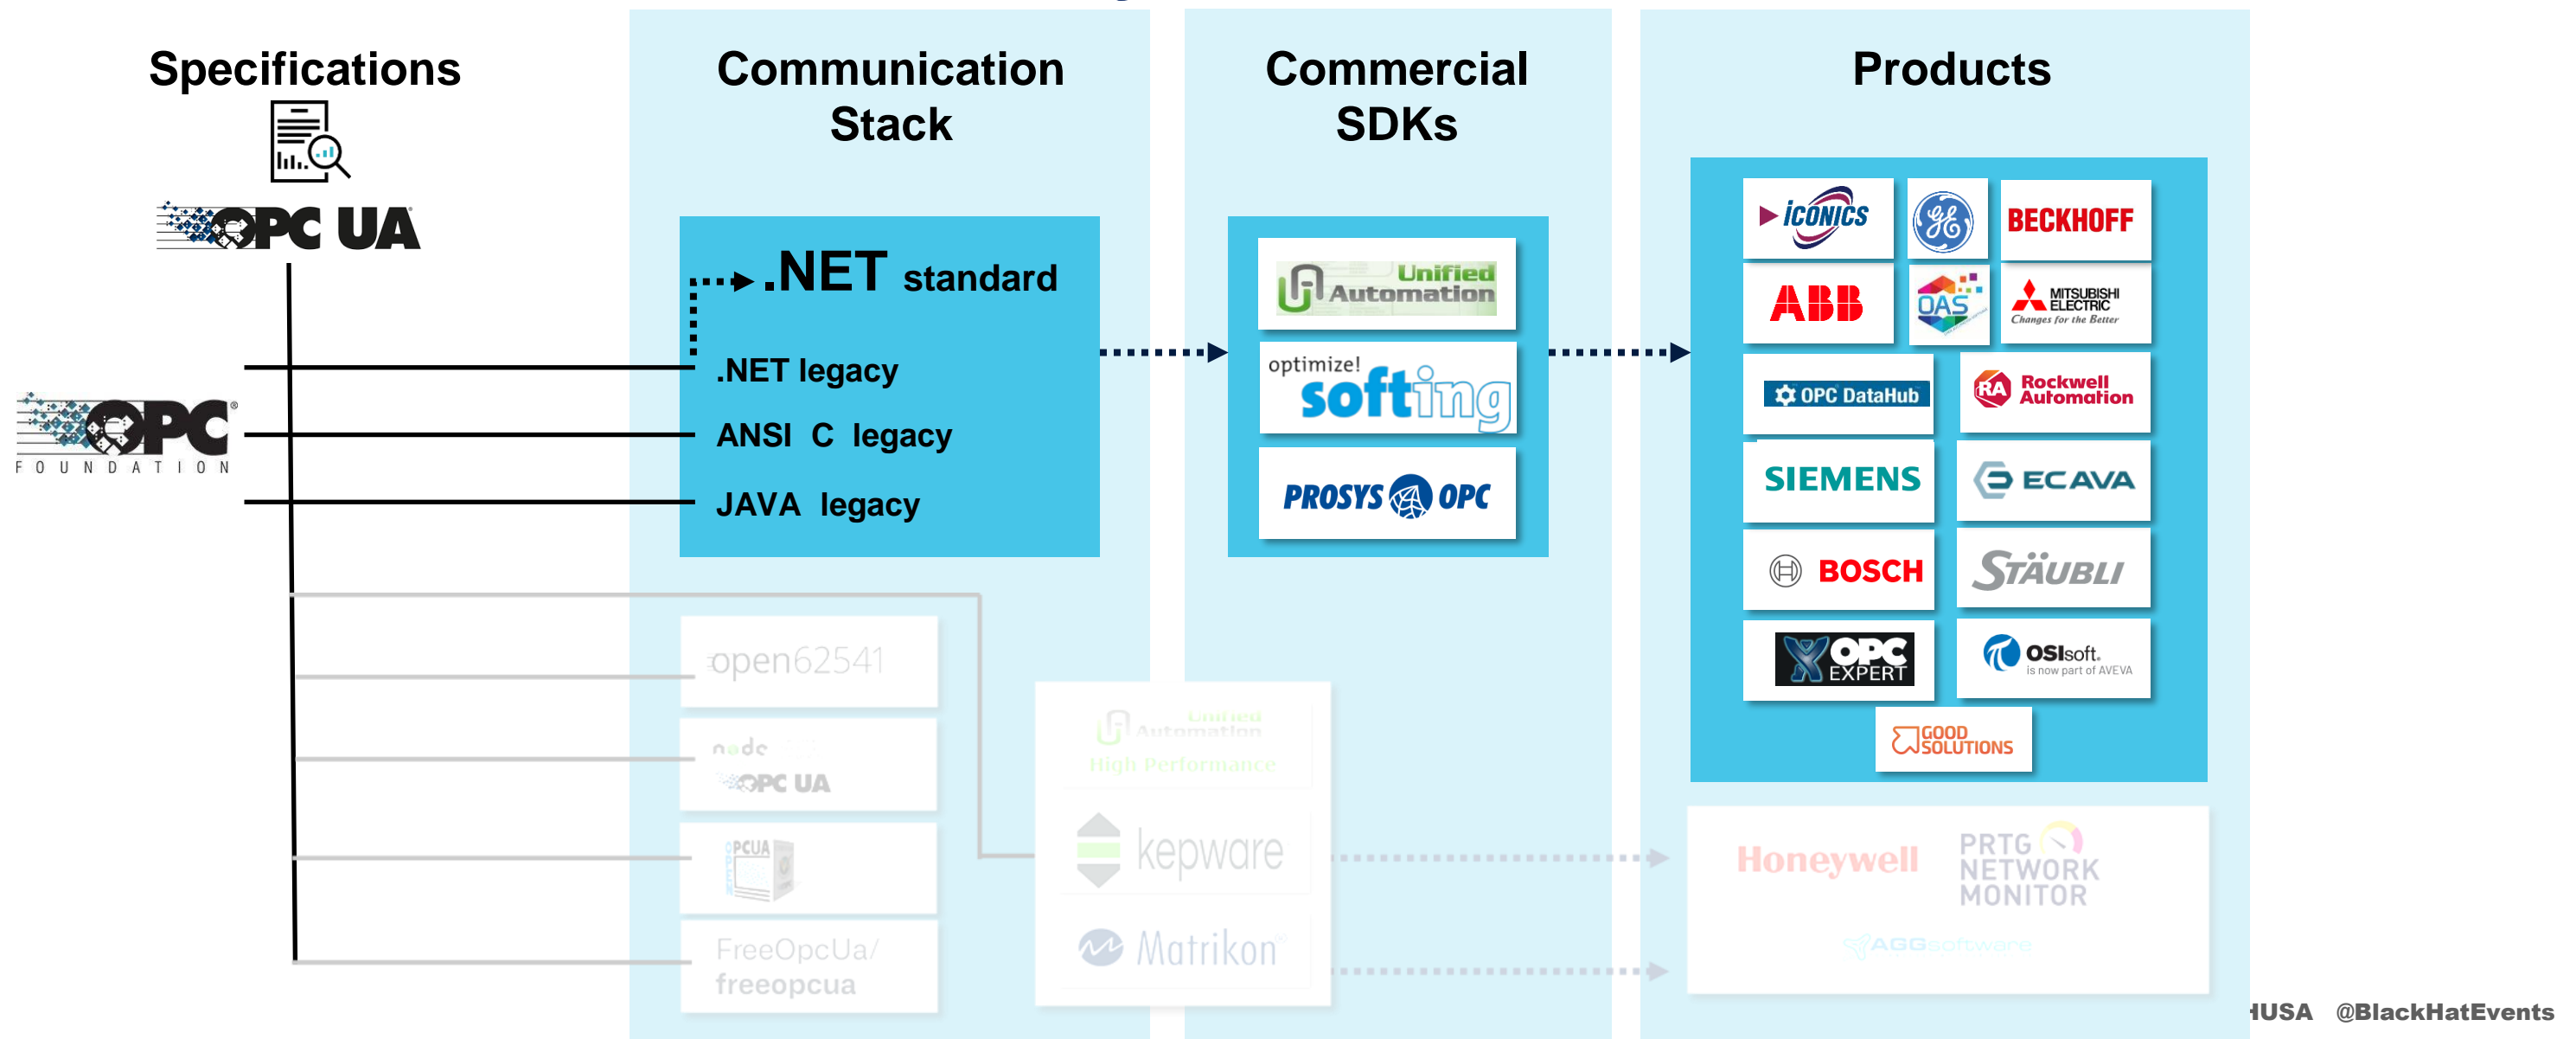 Specifications
OPC UA
OPC®
FOUNDATION
Communication
Stack
.NET standard
.NET legacy
ANSI C legacy
JAVA legacy
open62541
node
OPC UA
PCUA
FreeOpcUa/
freeopcua
Commercial
SDKs
Unified
Automation
optimize!
softing
PROSYS OPC
Unified
Automation
High Performance
kepware
Matrikon
Products
ICONICS
GE
BECKHOFF
ABB
OAS
MITSUBISHI
ELECTRIC
Changes for the Better
OPC DataHub
RA Rockwell
Automation
SIEMENS
ECAVA
BOSCH
STÄUBLI
OPC
EXPERT
OSIsoft.
is now part of AVEVA
GOOD
SOLUTIONS
Honeywell
PRTG
NETWORK
MONITOR
AGGsoftware
HUSA @BlackHatEvents